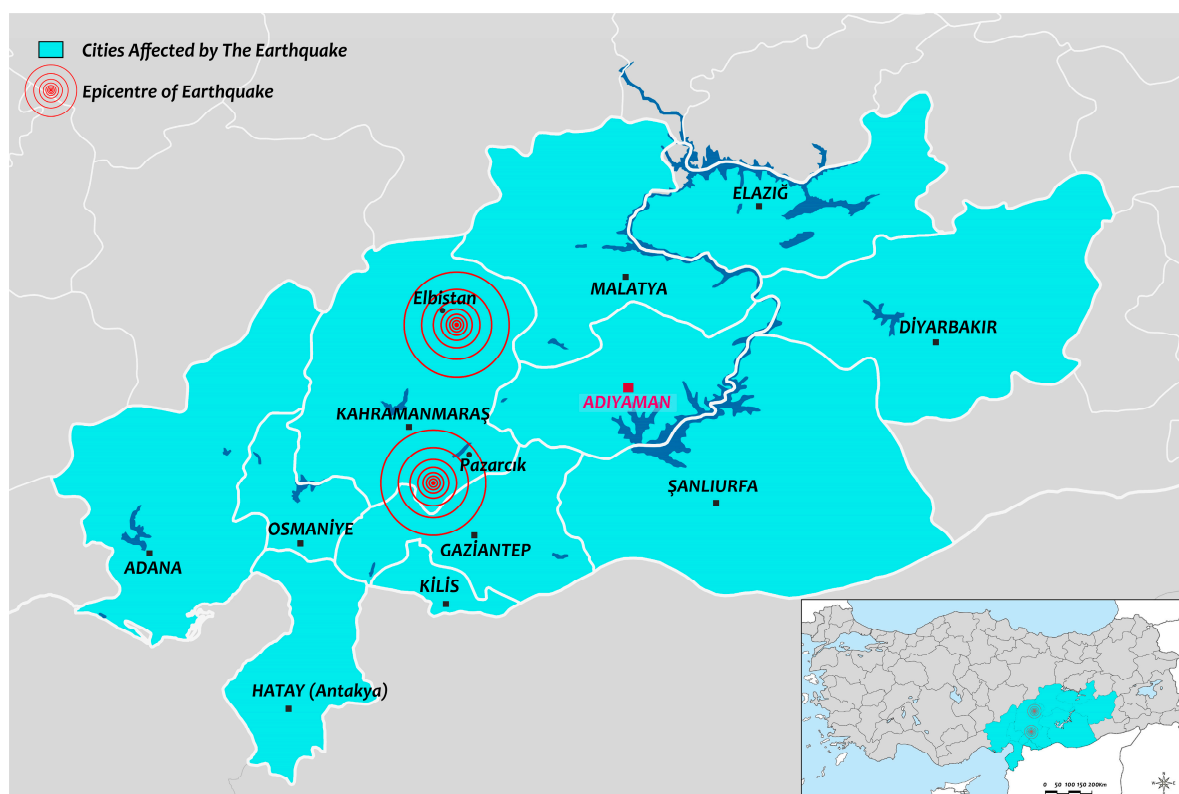 Cities Affected by The Earthquake
Epicentre of Earthquake
ELAZIĞ
MALATYA
Elbistan
DİYARBAKIR
ADIYAMAN
KAHRAMANMARAŞ
Pazarcık
ŞANLIURFA
OSMANİYE
GAZİANTEP
ADANA
KİLİS
HATAY (Antakya)
0 50 100 150 200Km
N
W E
S